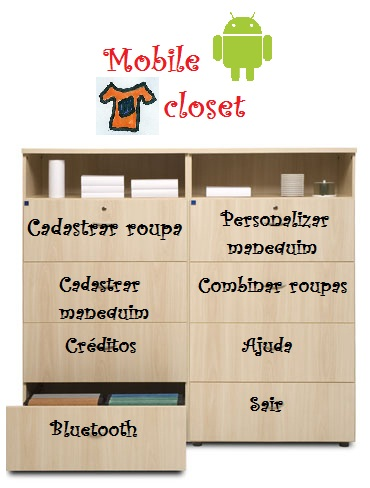 Mobile
closet
Cadastrar roupa
Cadastrar
manequim
Créditos
Bluetooth
Personalizar
manequim
Combinar roupas
Ajuda
Sair